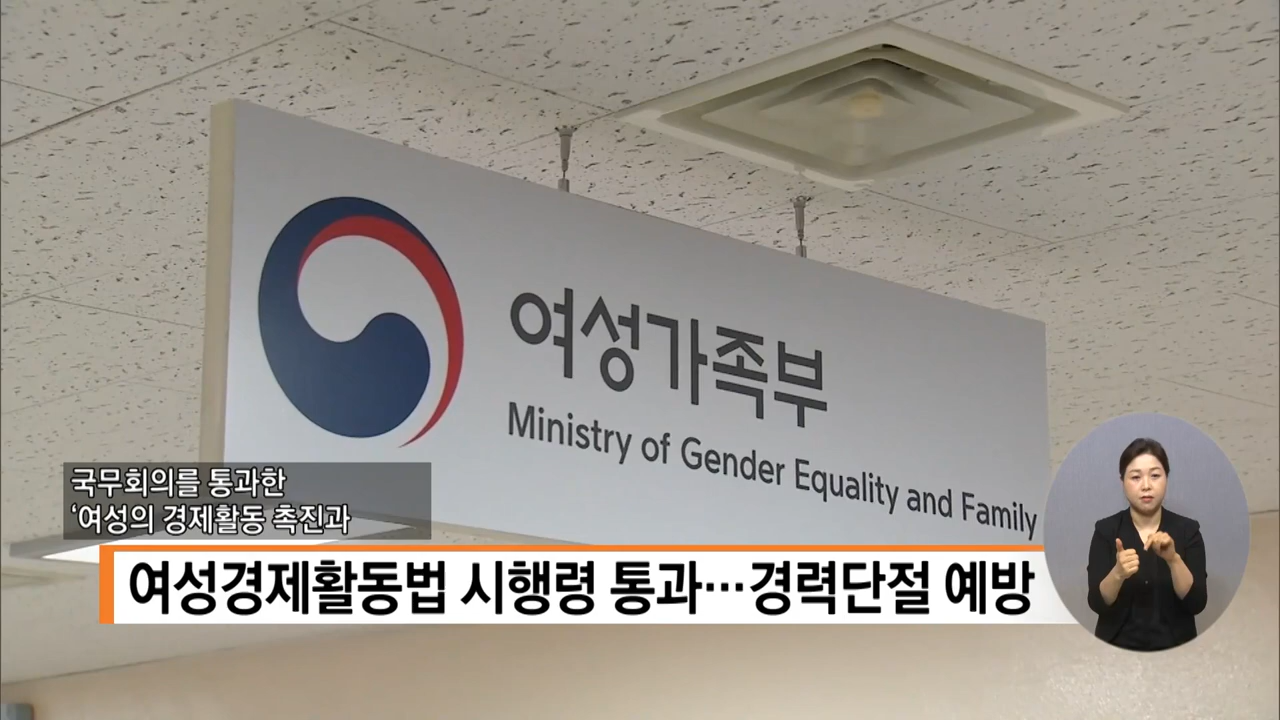 여성가족부
Ministry of Gender Equality and Family
국무회의를 통과한
‘여성의 경제활동 촉진과
여성경제활동법 시행령 통과…경력단절 예방